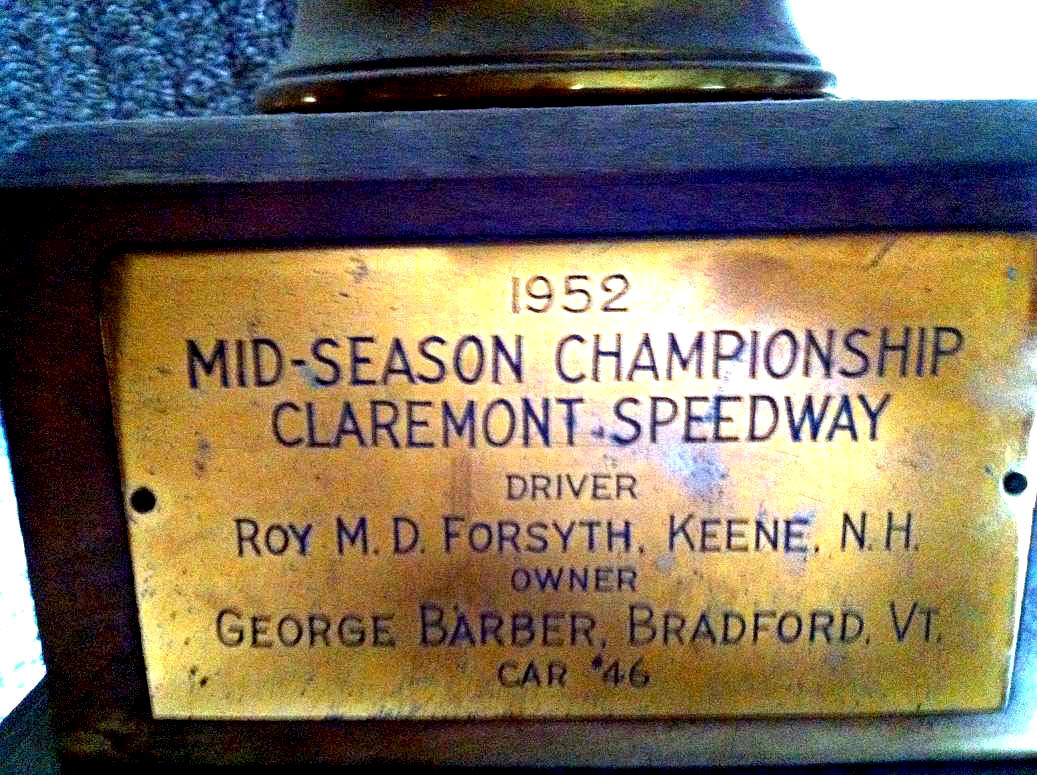 1952
MID-SEASON CHAMPIONSHIP
CLAREMONT SPEEDWAY
DRIVER
ROY M. D. FORSYTH, KEENE, N. H.
OWNER
GEORGE BARBER, BRADFORD, VT.
CAR #46